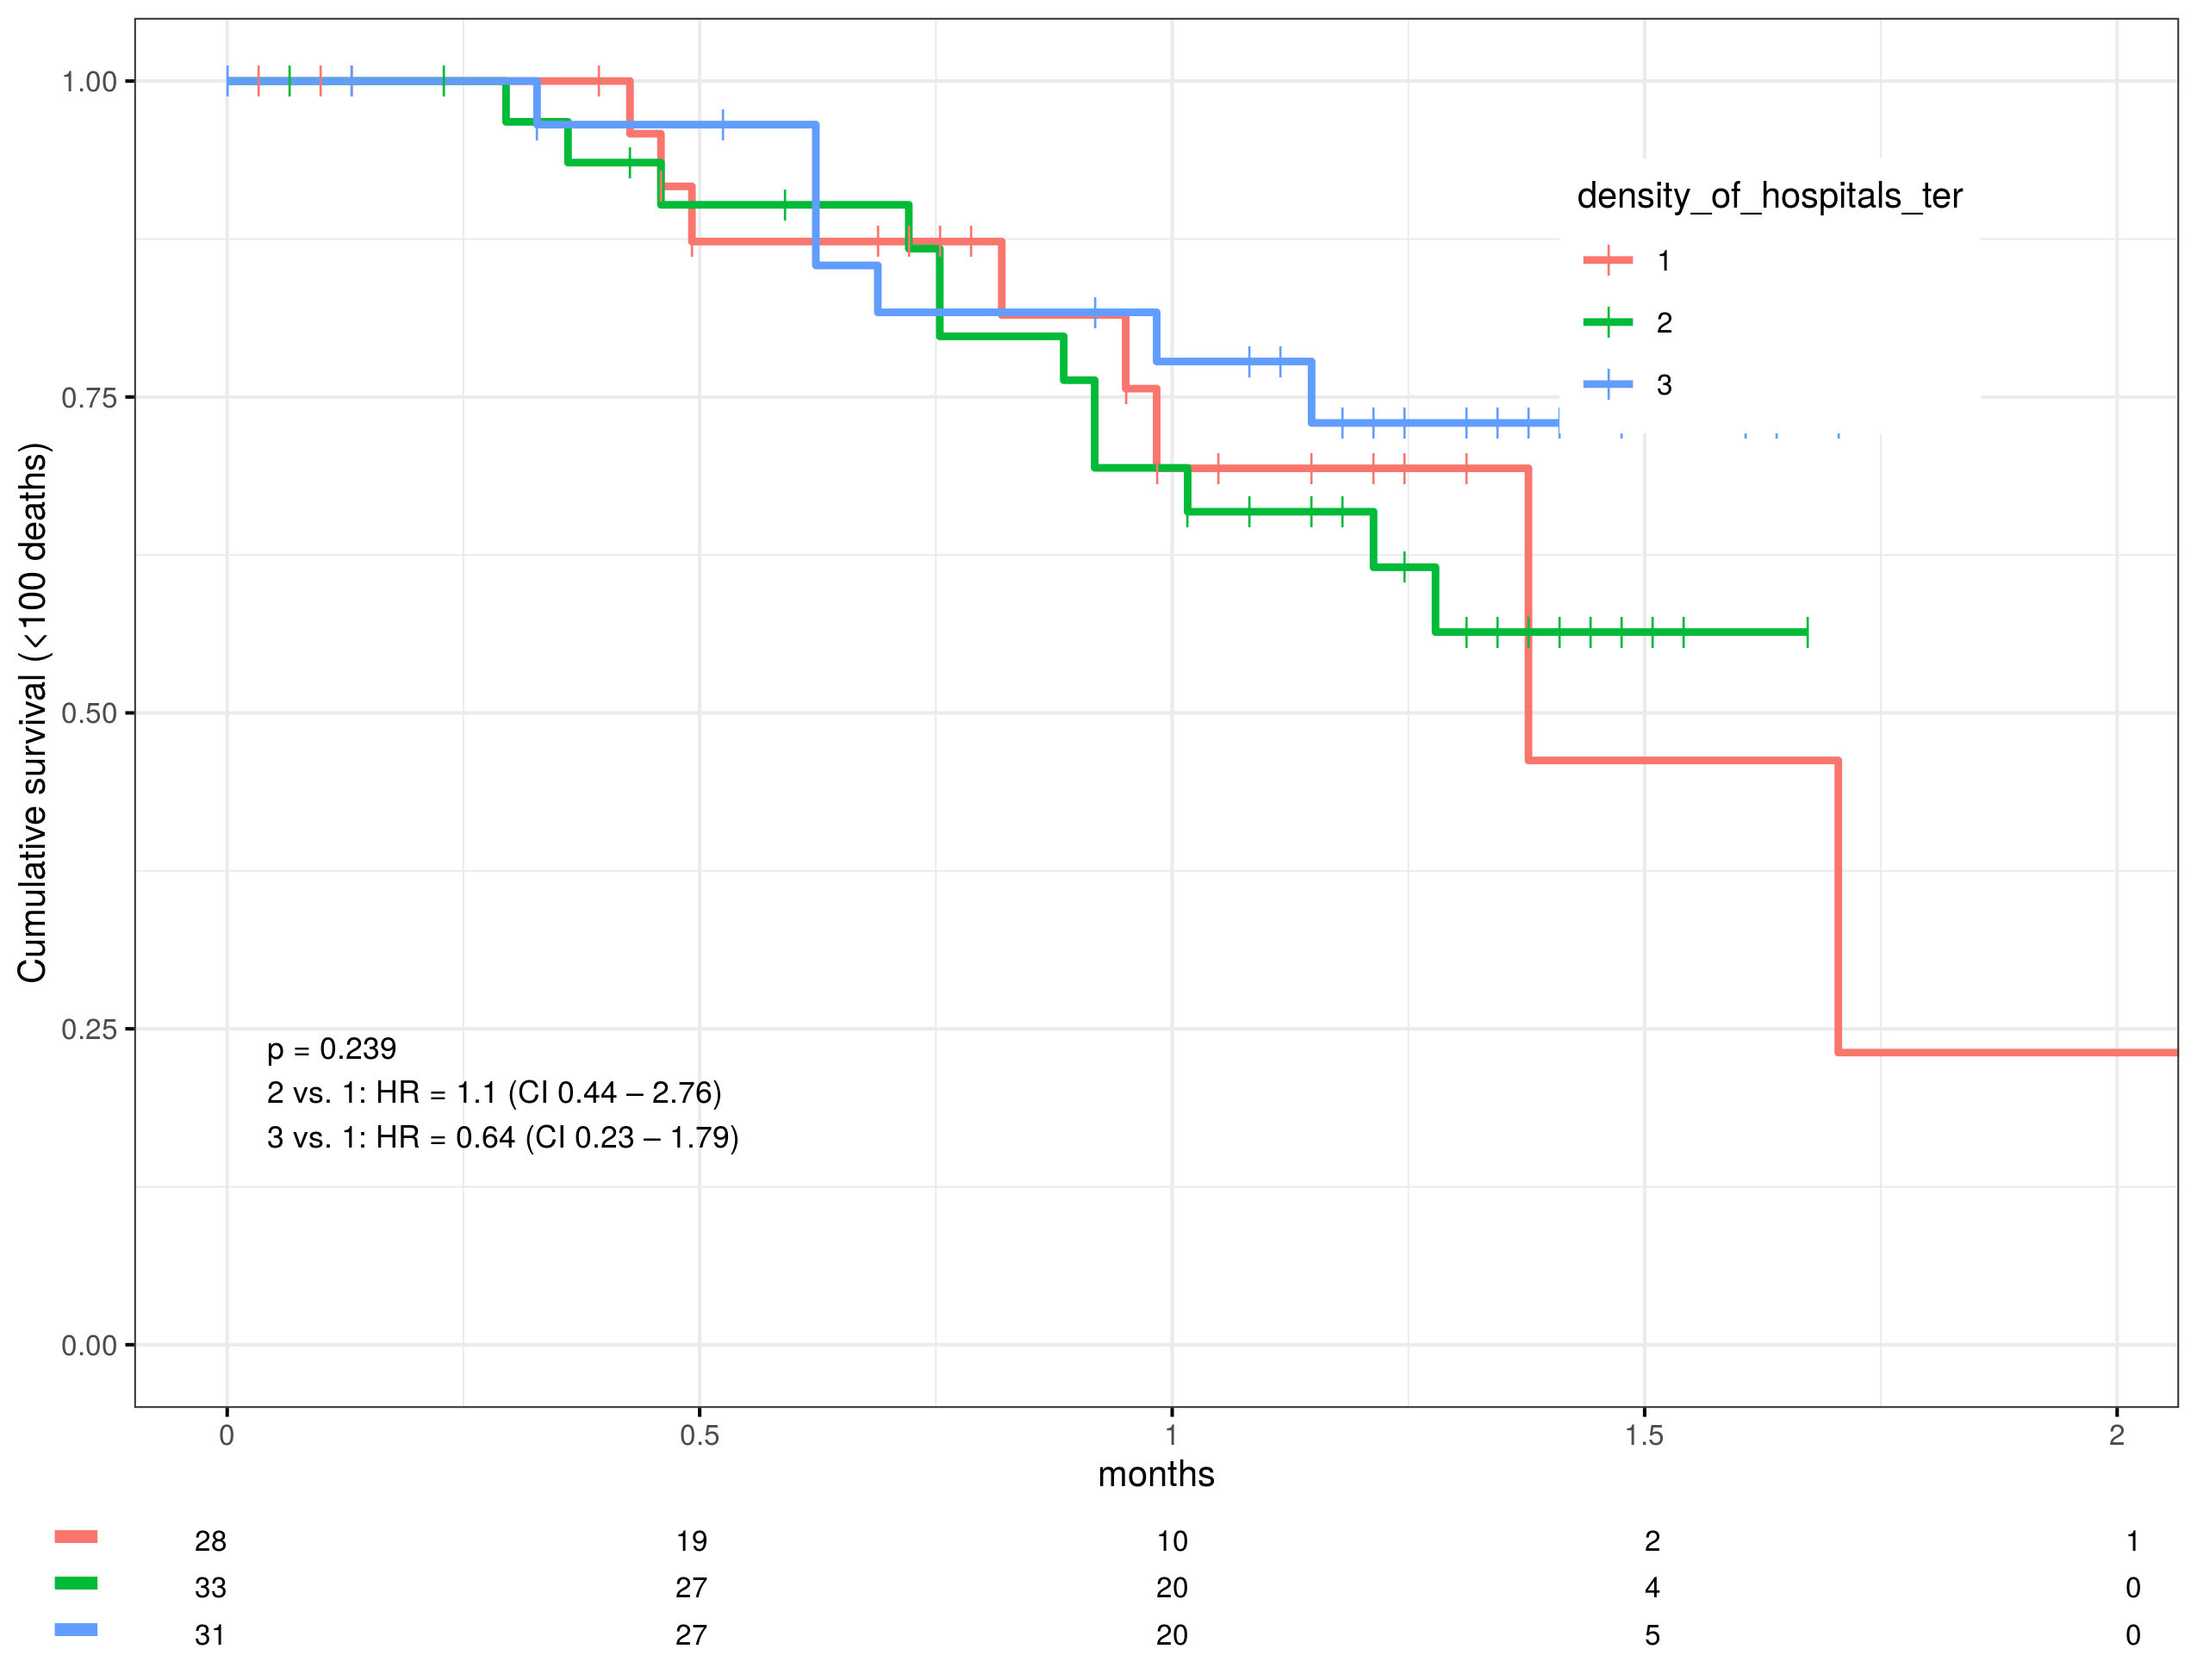 Cumulative survival (<100 deaths)
1.00
0.75
0.50
0.25
0.00
density_of_hospitals_ter
1
2
3
p = 0.239
2 vs. 1: HR = 1.1 (CI 0.44 – 2.76)
3 vs. 1: HR = 0.64 (CI 0.23 – 1.79)
0 0.5 1 1.5 2
months
28 19 10 2 1
33 27 20 4 0
31 27 20 5 0